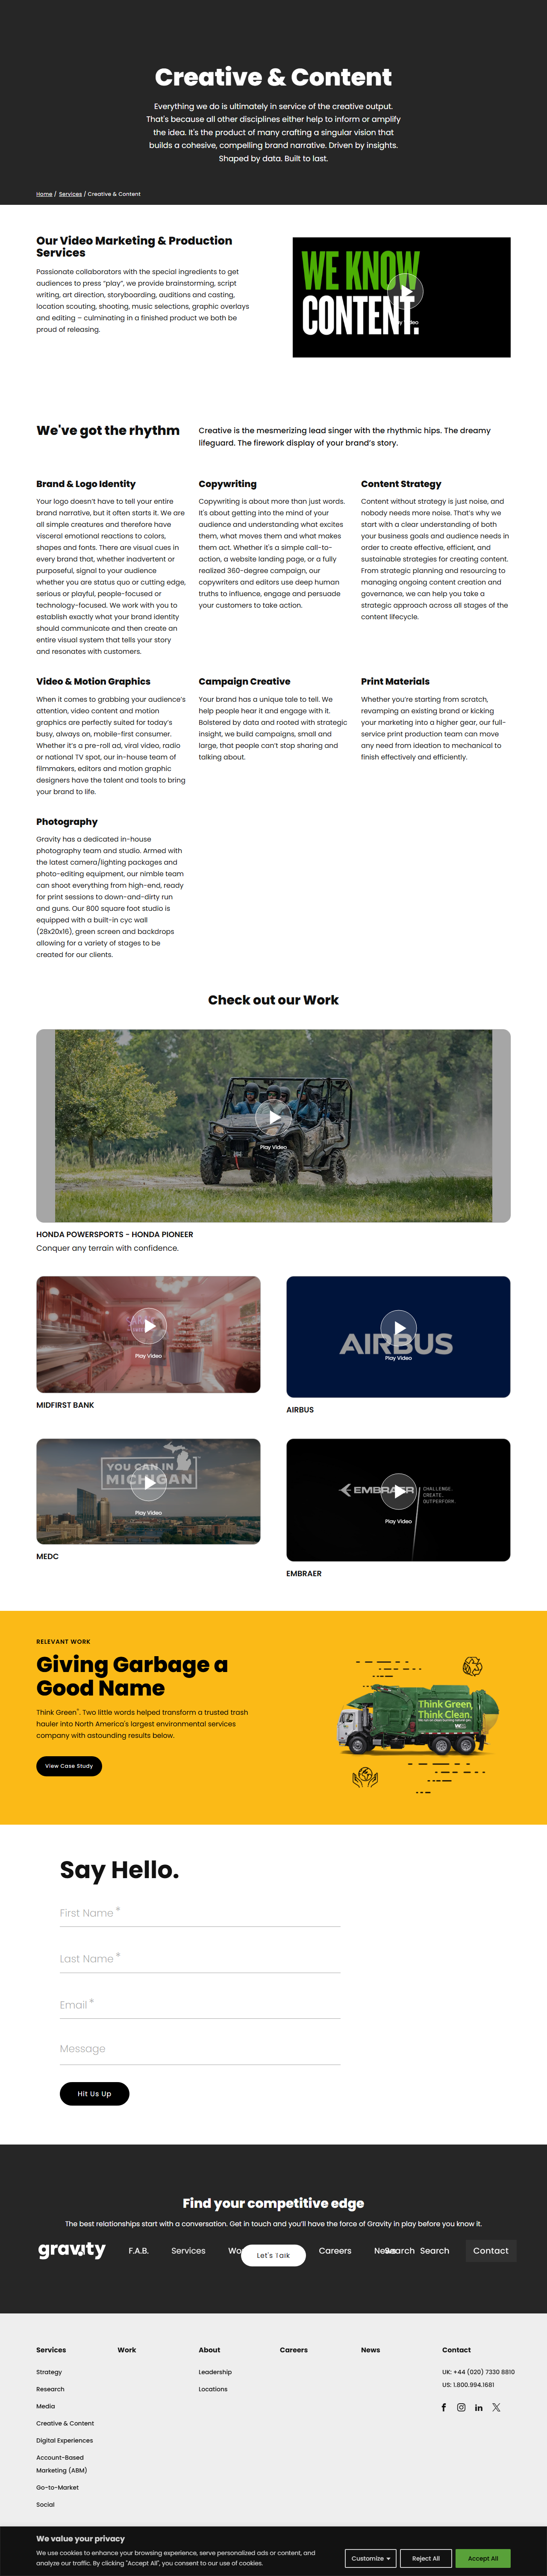 Creative & Content
Everything we do is ultimately in service of the creative output.
That's because all other disciplines either help to inform or amplify
the idea. It's the product of many crafting a singular vision that
builds a cohesive, compelling brand narrative. Driven by insights.
Shaped by data. Built to last.
Home / Services / Creative & Content
Our Video Marketing & Production
Services
Passionate collaborators with the special ingredients to get
audiences to press “play”, we provide brainstorming, script
writing, art direction, storyboarding, auditions and casting,
location scouting, shooting, music selections, graphic overlays
and editing – culminating in a finished product we both be
proud of releasing.
WE KNOW
CONTENT.
Play Video
We've got the rhythm
Creative is the mesmerizing lead singer with the rhythmic hips. The dreamy
lifeguard. The firework display of your brand’s story.
Brand & Logo Identity
Your logo doesn’t have to tell your entire
brand narrative, but it often starts it. We are
all simple creatures and therefore have
visceral emotional reactions to colors,
shapes and fonts. There are visual cues in
every brand that, whether inadvertent or
purposeful, signal to your audience
whether you are status quo or cutting edge,
serious or playful, people-focused or
technology-focused. We work with you to
establish exactly what your brand identity
should communicate and then create an
entire visual system that tells your story
and resonates with customers.
Copywriting
Copywriting is about more than just words.
It's about getting into the mind of your
audience and understanding what excites
them, what moves them and what makes
them act. Whether it's a simple call-to-
action, a website landing page, or a fully
realized 360-degree campaign, our
copywriters and editors use deep human
truths to influence, engage and persuade
your customers to take action.
Content Strategy
Content without strategy is just noise, and
nobody needs more noise. That’s why we
start with a clear understanding of both
your business goals and audience needs in
order to create effective, efficient, and
sustainable strategies for creating content.
From strategic planning and resourcing to
managing ongoing content creation and
governance, we can help you take a
strategic approach across all stages of the
content lifecycle.
Video & Motion Graphics
When it comes to grabbing your audience’s
attention, video content and motion
graphics are perfectly suited for today’s
busy, always on, mobile-first consumer.
Whether it’s a pre-roll ad, viral video, radio
or national TV spot, our in-house team of
filmmakers, editors and motion graphic
designers have the talent and tools to bring
your brand to life.
Campaign Creative
Your brand has a unique tale to tell. We
help people hear it and engage with it.
Bolstered by data and rooted with strategic
insight, we build campaigns, small and
large, that people can’t stop sharing and
talking about.
Print Materials
Whether you’re starting from scratch,
revamping an existing brand or kicking
your marketing into a higher gear, our full-
service print production team can move
any need from ideation to mechanical to
finish effectively and efficiently.
Photography
Gravity has a dedicated in-house
photography team and studio. Armed with
the latest camera/lighting packages and
photo-editing equipment, our nimble team
can shoot everything from high-end, ready
for print sessions to down-and-dirty run
and guns. Our 800 square foot studio is
equipped with a built-in cyc wall
(28x20x16), green screen and backdrops
allowing for a variety of stages to be
created for our clients.
Check out our Work
Play Video
HONDA POWERSPORTS - HONDA PIONEER
Conquer any terrain with confidence.
Play Video
MIDFIRST BANK
AIRBUS
Play Video
AIRBUS
YOU CAN IN
MICHIGAN
Play Video
MEDC
EMBRAER
CHALLENGE.
CREATE.
OUTPERFORM.
Play Video
EMBRAER
RELEVANT WORK
Giving Garbage a
Good Name
Think Green®. Two little words helped transform a trusted trash
hauler into North America's largest environmental services
company with astounding results below.
View Case Study
Think Green.
Think Clean.
Say Hello.
First Name *
Last Name *
Email *
Message
Hit Us Up
Find your competitive edge
The best relationships start with a conversation. Get in touch and you’ll have the force of Gravity in play before you know it.
gravity F.A.B. Services Let's Talk Careers News Search Search Contact
Services Work About Careers News Contact
Strategy
Research
Media
Creative & Content
Digital Experiences
Account-Based
Marketing (ABM)
Go-to-Market
Social
Leadership
Locations
UK: +44 (020) 7330 8810
US: 1.800.994.1681
We value your privacy
We use cookies to enhance your browsing experience, serve personalized ads or content, and
analyze our traffic. By clicking "Accept All", you consent to our use of cookies.
Customize Reject All Accept All